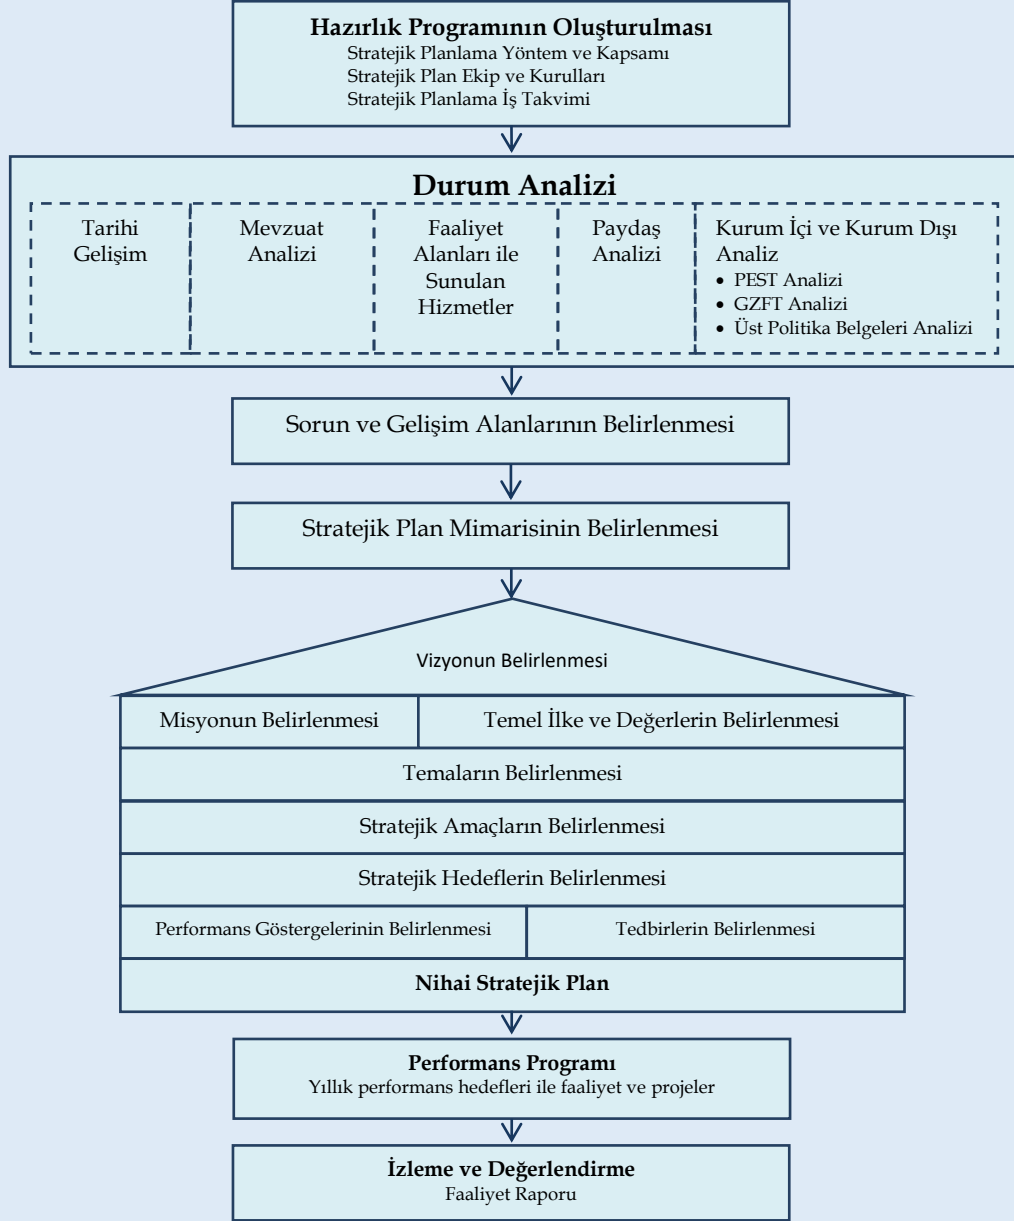 Hazırlık Programının Oluşturulması
Stratejik Planlama Yöntem ve Kapsamı
Stratejik Plan Ekip ve Kurulları
Stratejik Planlama İş Takvimi
Durum Analizi
Tarihi
Gelişim
Mevzuat
Analizi
Faaliyet
Alanları ile
Sunulan
Hizmetler
Paydaş
Analizi
Kurum İçi ve Kurum Dışı
Analiz
• PEST Analizi
• GZFT Analizi
• Üst Politika Belgeleri Analizi
Sorun ve Gelişim Alanlarının Belirlenmesi
Stratejik Plan Mimarisinin Belirlenmesi
Vizyonun Belirlenmesi
Misyonun Belirlenmesi
Temel İlke ve Değerlerin Belirlenmesi
Temaların Belirlenmesi
Stratejik Amaçların Belirlenmesi
Stratejik Hedeflerin Belirlenmesi
Performans Göstergelerinin Belirlenmesi
Tedbirlerin Belirlenmesi
Nihai Stratejik Plan
Performans Programı
Yıllık performans hedefleri ile faaliyet ve projeler
İzleme ve Değerlendirme
Faaliyet Raporu